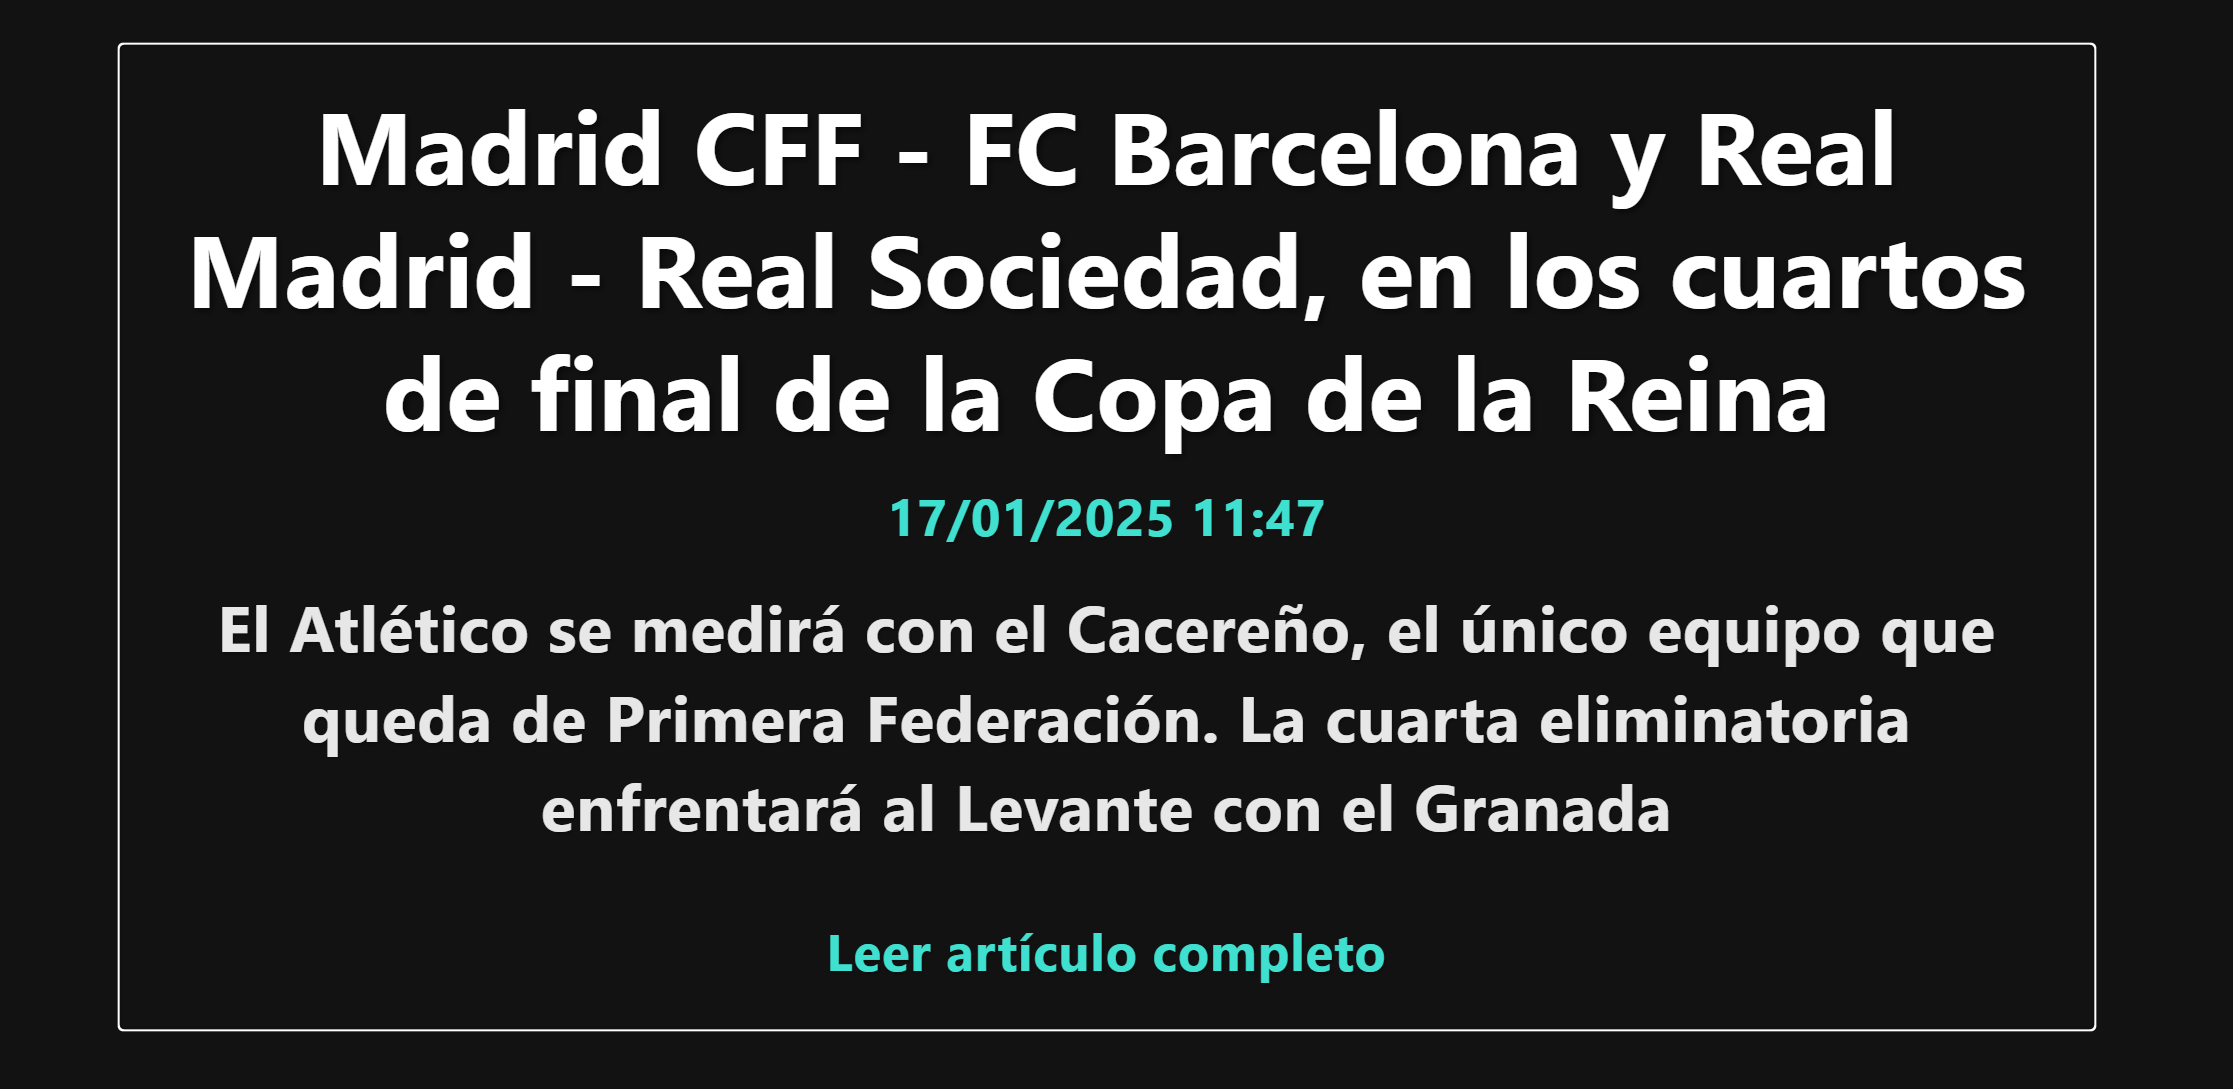 Madrid CFF - FC Barcelona y Real
Madrid - Real Sociedad, en los cuartos
de final de la Copa de la Reina
17/01/2025 11:47
El Atlético se medirá con el Cacereño, el único equipo que
queda de Primera Federación. La cuarta eliminatoria
enfrentará al Levante con el Granada
Leer artículo completo